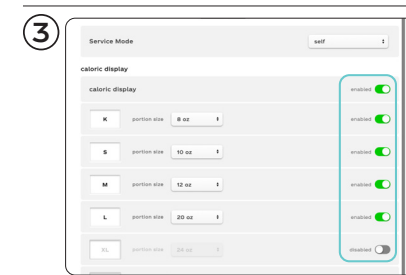 3
Service Mode self
caloric display
caloric display enabled
K portion size 8 oz enabled
S portion size 10 oz enabled
M portion size 12 oz enabled
L portion size 20 oz enabled
XL portion size 24 oz disabled